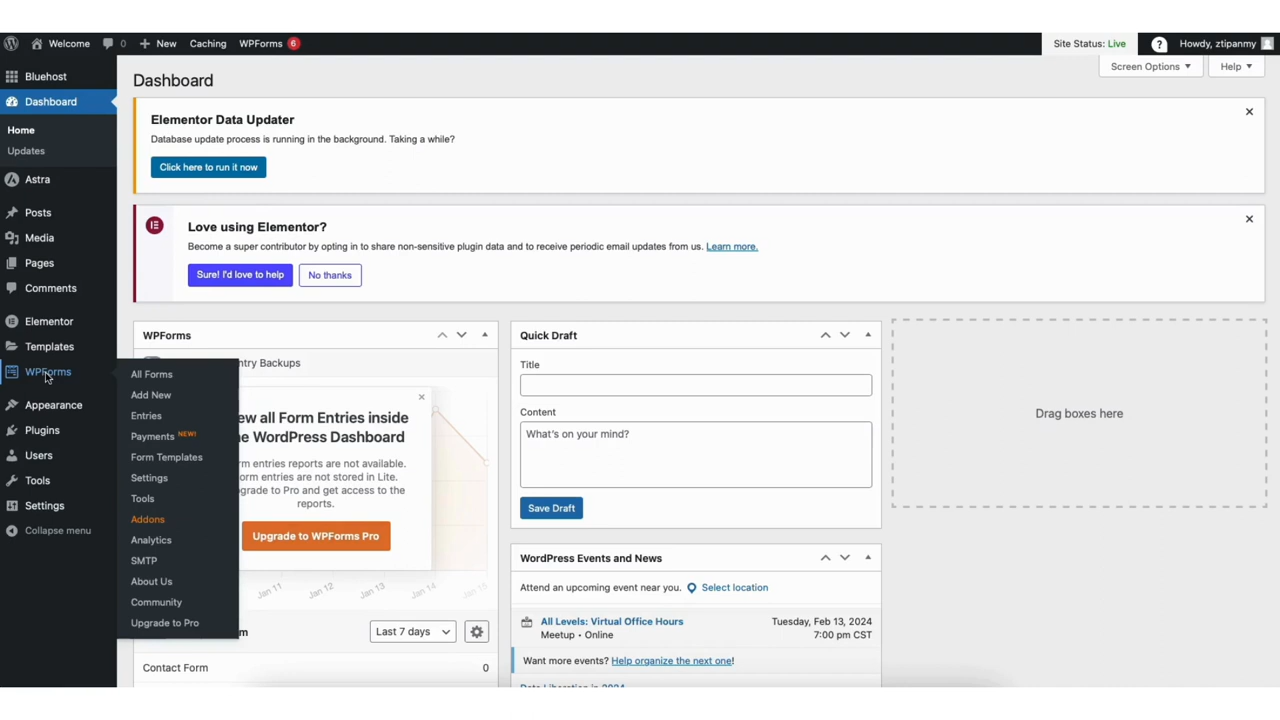 Welcome 0 New Caching WPForms 6 Site Status: Live Howdy, ztipanmy
Screen Options Help
Bluehost
Dashboard
Home
Updates
Astra
Posts
Media
Pages
Comments
Elementor
Templates
WPForms
Appearance
Plugins
Users
Tools
Settings
Collapse menu
All Forms
Add New
Entries
Payments NEW!
Form Templates
Settings
Tools
Addons
Analytics
SMTP
About Us
Community
Upgrade to Pro
Dashboard
Elementor Data Updater
Database update process is running in the background. Taking a while?
Click here to run it now
Love using Elementor?
Become a super contributor by opting in to share non-sensitive plugin data and to receive periodic email updates from us. Learn more.
Sure! I'd love to help No thanks
WPForms
ntry Backups
ew all Form Entries inside
e WordPress Dashboard
rm entries reports are not available.
orm entries are not stored in Lite.
grade to Pro and get access to the
reports.
Upgrade to WPForms Pro
Jan 11 Jan 12 Jan 13 Jan 14 Jan 15
m Last 7 days
Contact Form 0
Quick Draft
Title
Content
What's on your mind?
Save Draft
WordPress Events and News
Attend an upcoming event near you. Select location
All Levels: Virtual Office Hours Tuesday, Feb 13, 2024
Meetup • Online 7:00 pm CST
Want more events? Help organize the next one!
Data Liberation in 2024
Drag boxes here